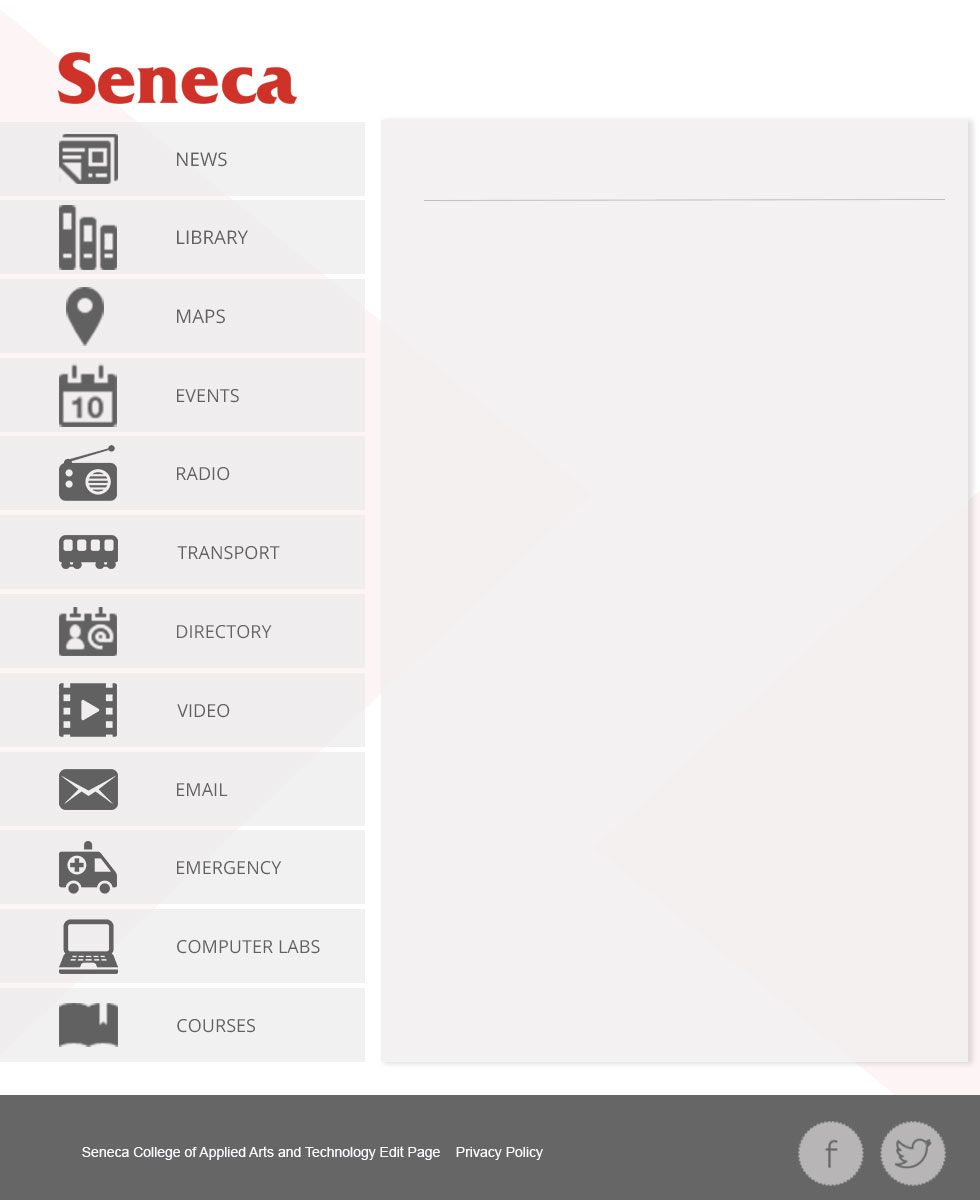 Seneca
NEWS
LIBRARY
MAPS
EVENTS
10
RADIO
TRANSPORT
DIRECTORY
@
VIDEO
EMAIL
EMERGENCY
COMPUTER LABS
COURSES
Seneca College of Applied Arts and Technology Edit Page Privacy Policy
f